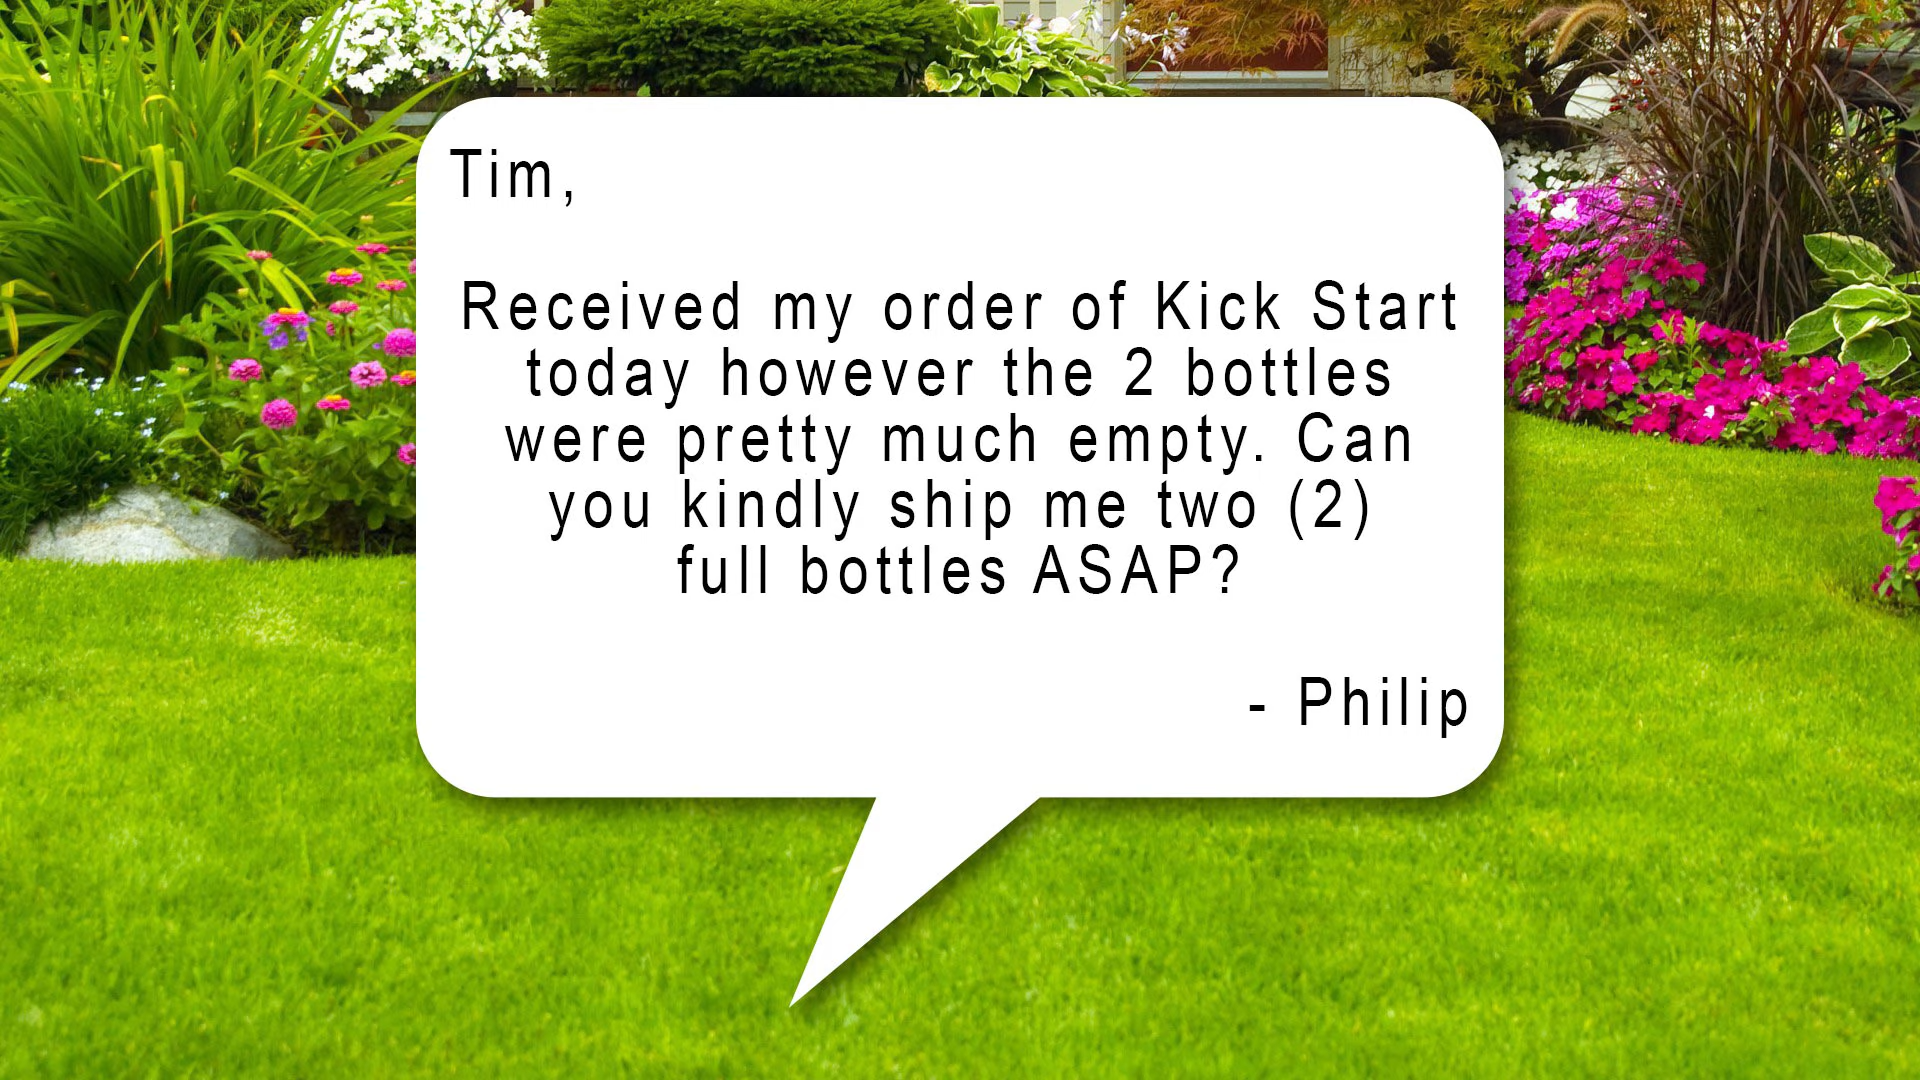 Tim,
Received my order of Kick Start
today however the 2 bottles
were pretty much empty. Can
you kindly ship me two (2)
full bottles ASAP?
- Philip